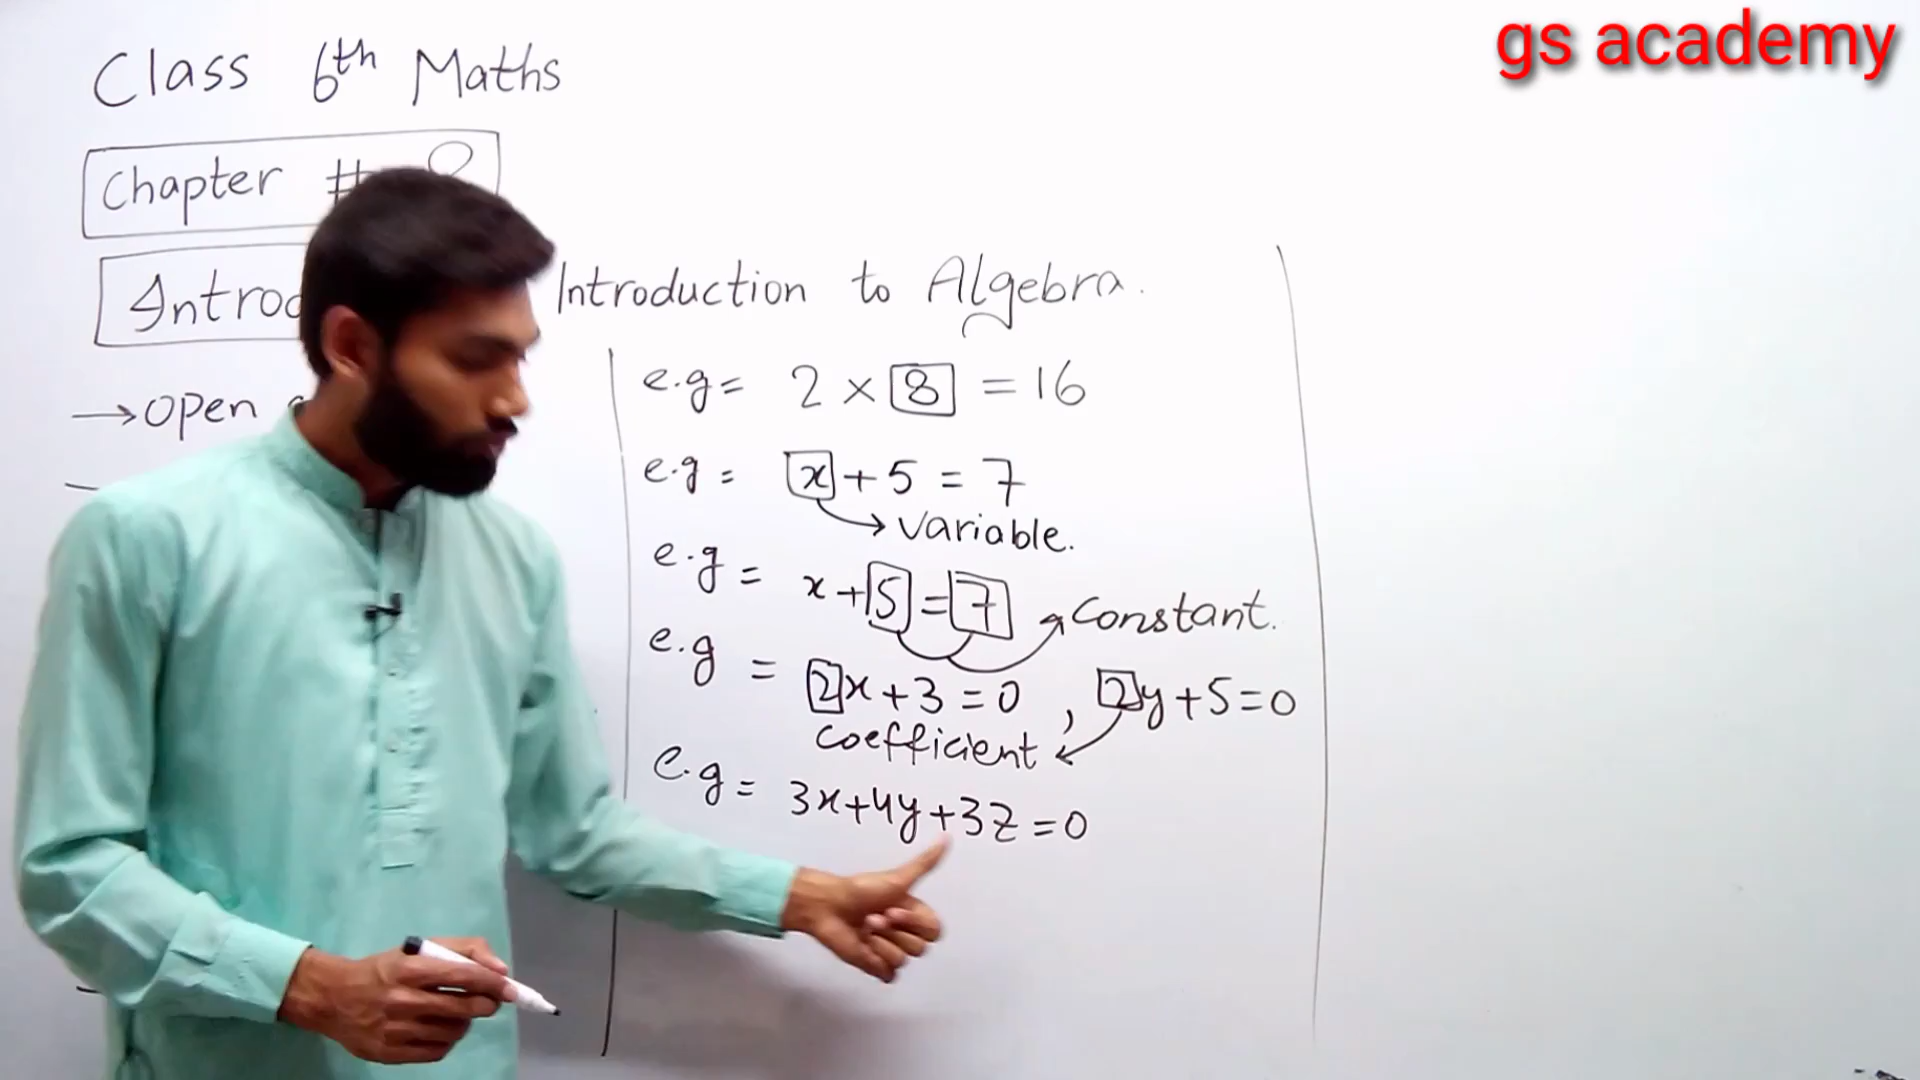 gs academy
Class 6th Maths
Chapter #
Introduction to Algebra.
→ open
e.g = 2 × 8 = 16
e.g = x + 5 = 7
→ variable.
e.g = x + 5 = 7
→ Constant.
e.g = 2x + 3 = 0 , 2y + 5 = 0
coefficient
e.g = 3x + 4y + 3z = 0